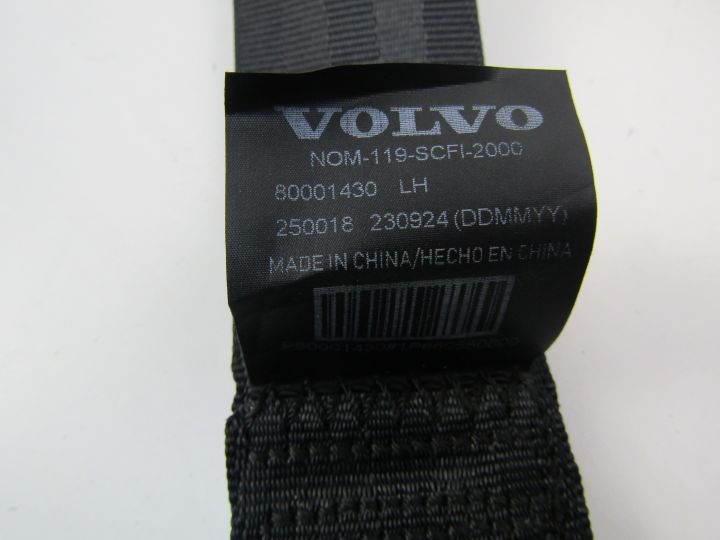 VOLVO
NOM-119-SCFI-2000
80001430 LH
250018 230924 (DDMMYY)
MADE IN CHINA/HECHO EN CHINA